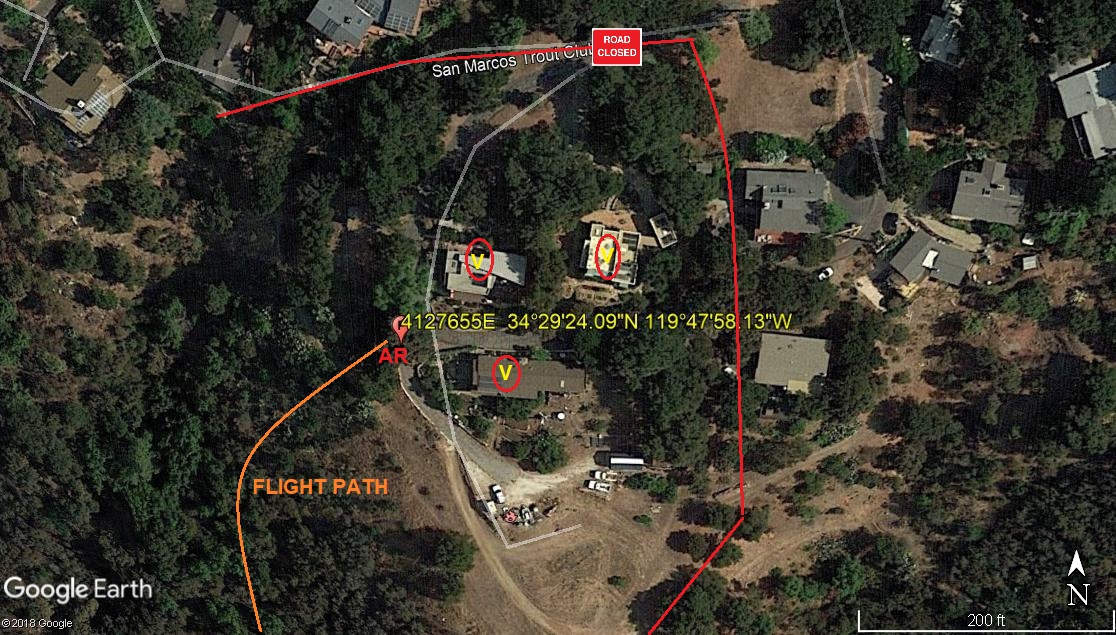 ROAD
CLOSED
San Marcos Trout Club
V
V
4127655E  34°29'24.09"N 119°47'58.13"W
AR
V
FLIGHT PATH
Google Earth
©2018 Google
N
200 ft